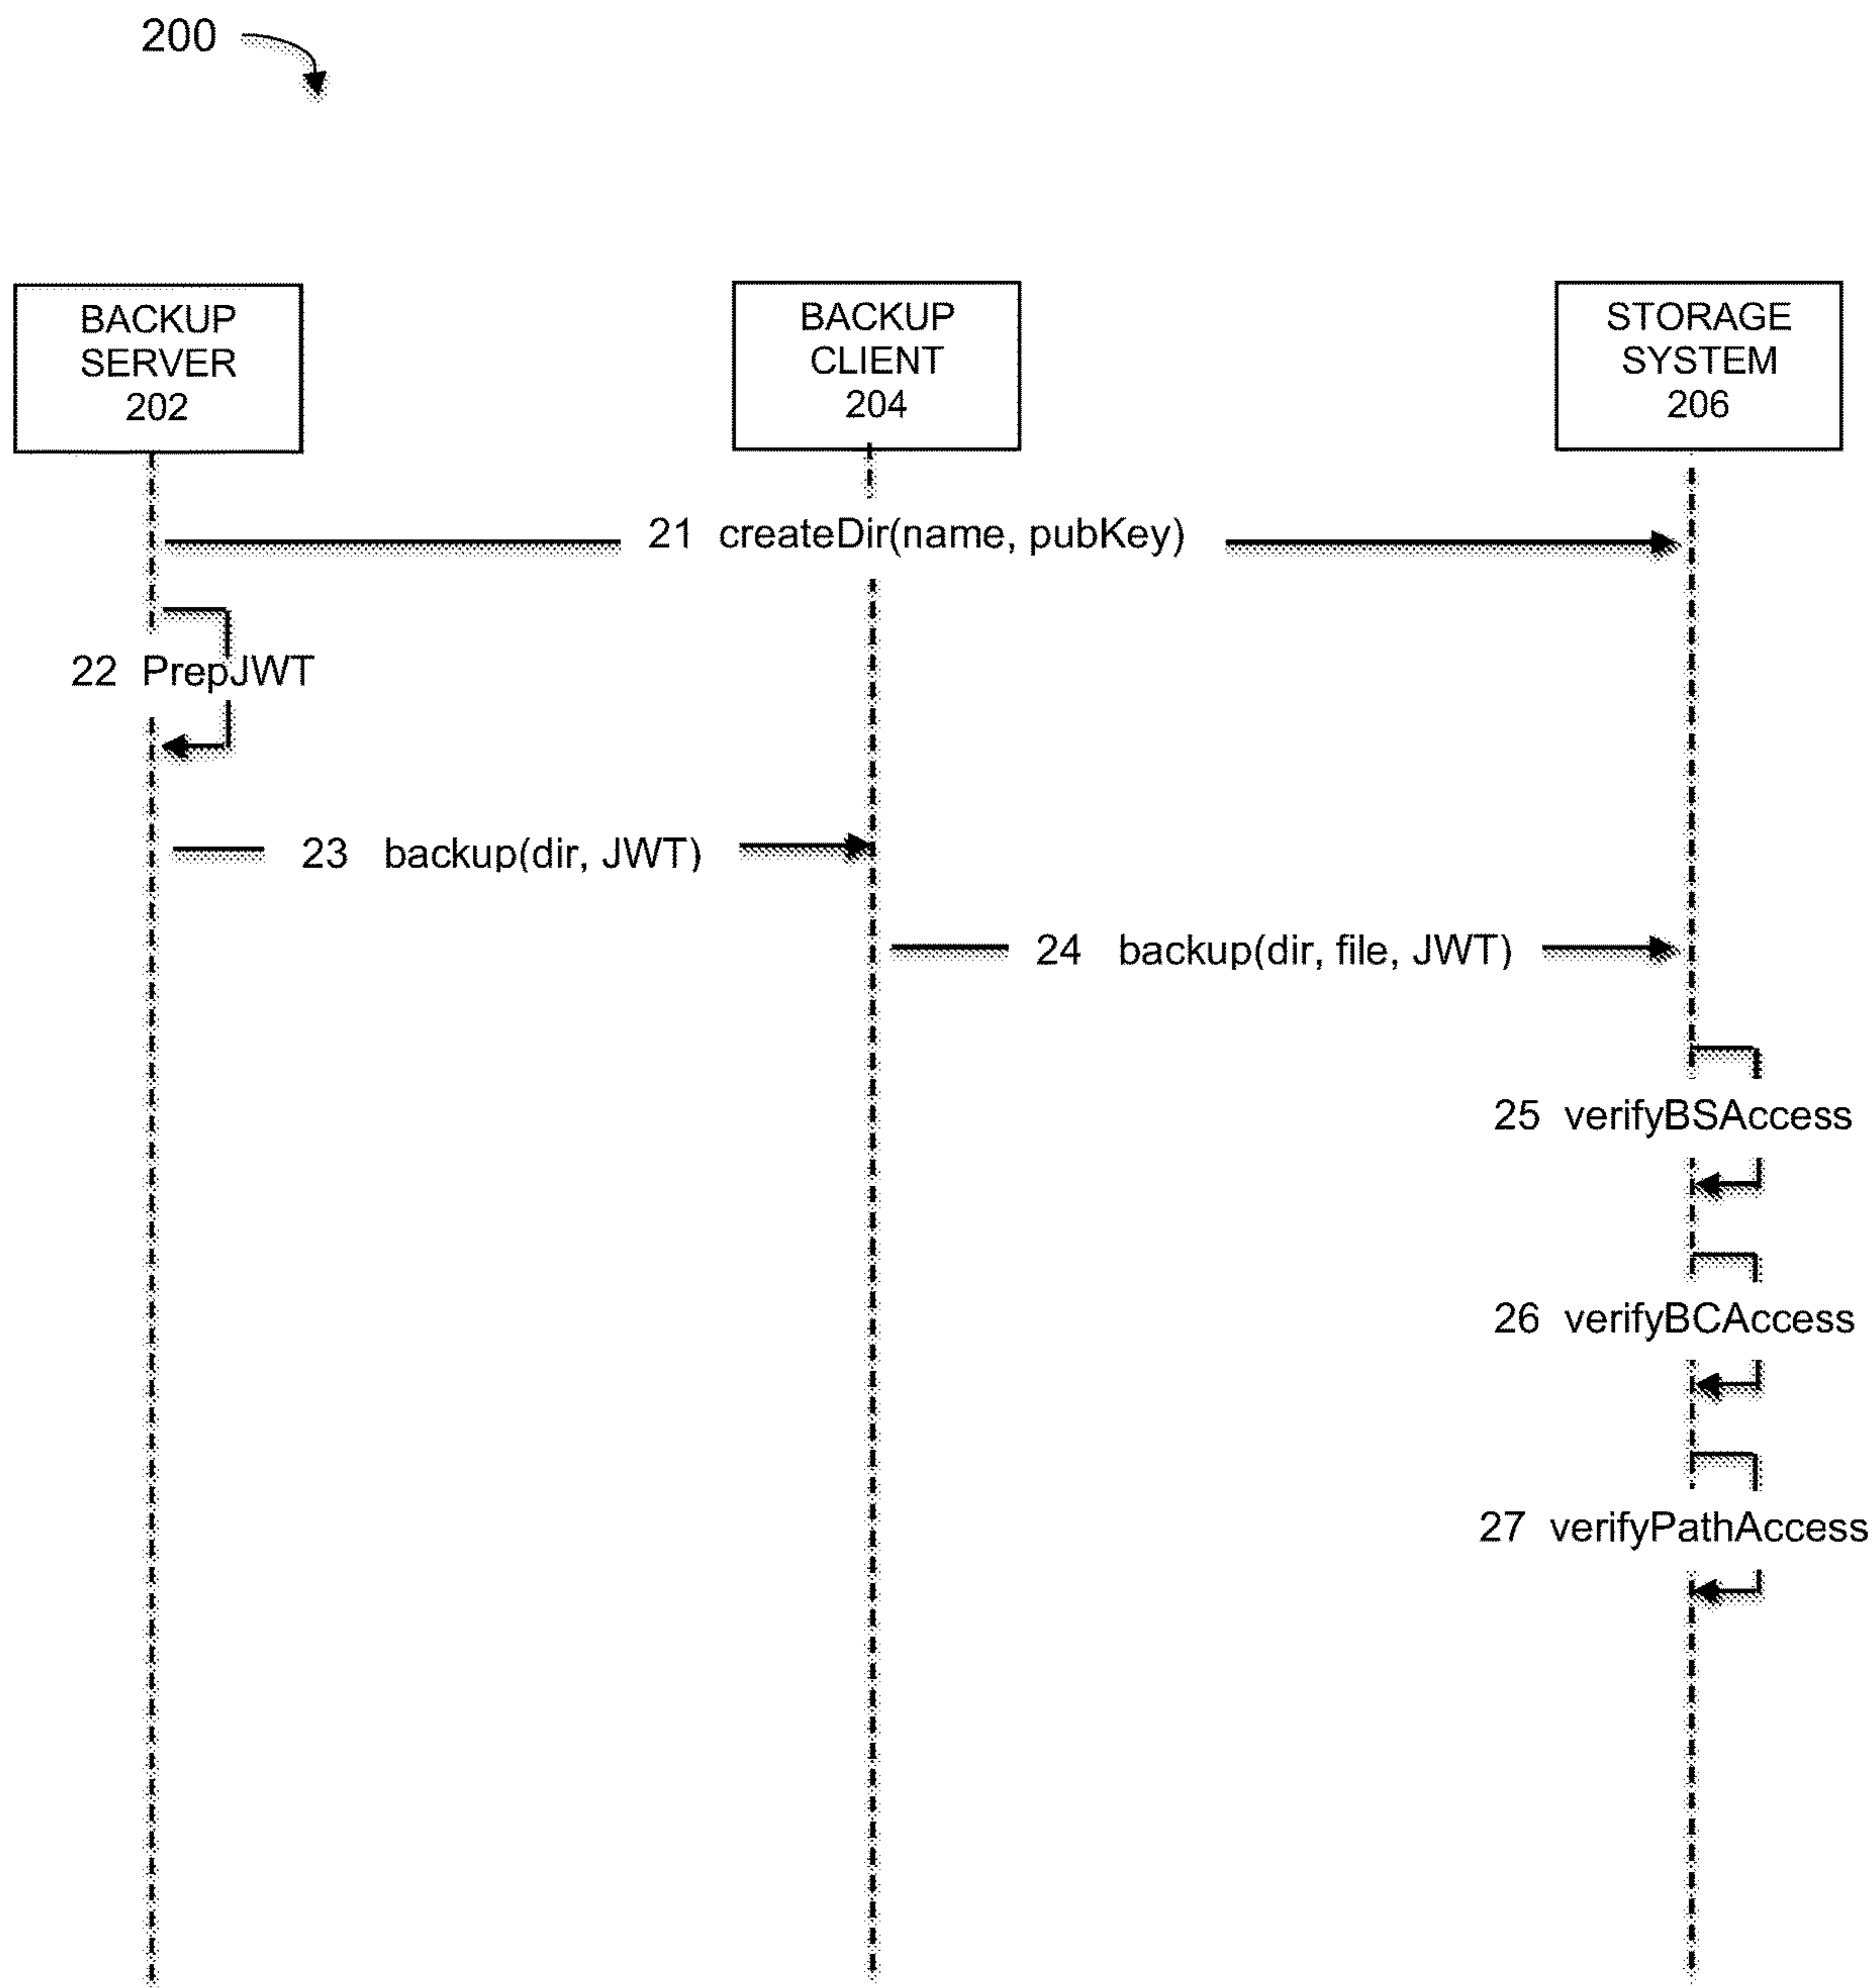 200
BACKUP
SERVER
202
BACKUP
CLIENT
204
STORAGE
SYSTEM
206
21 createDir(name, pubKey)
22 PrepJWT
23 backup(dir, JWT)
24 backup(dir, file, JWT)
25 verifyBSAccess
26 verifyBCAccess
27 verifyPathAccess